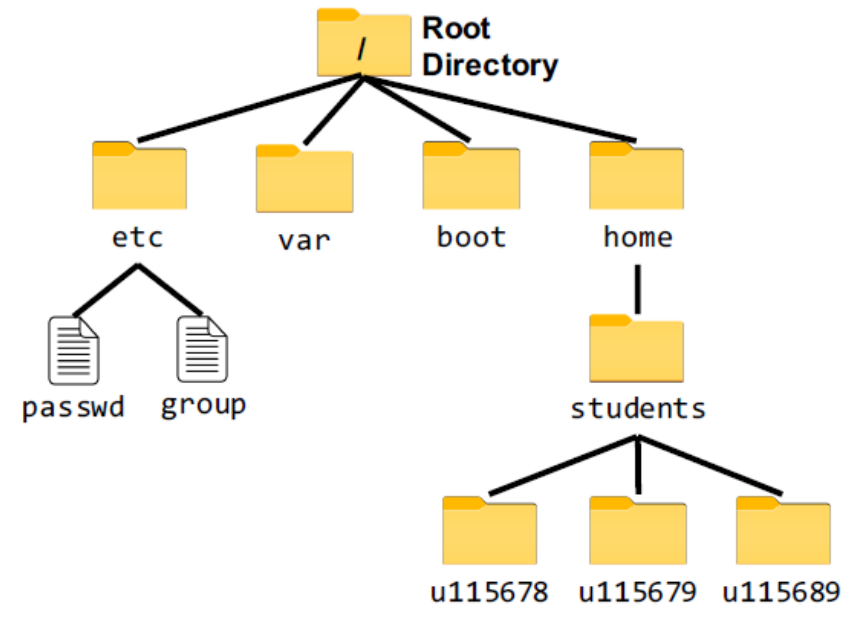 /
Root
Directory
etc
var
boot
home
passwd
group
students
u115678
u115679
u115689